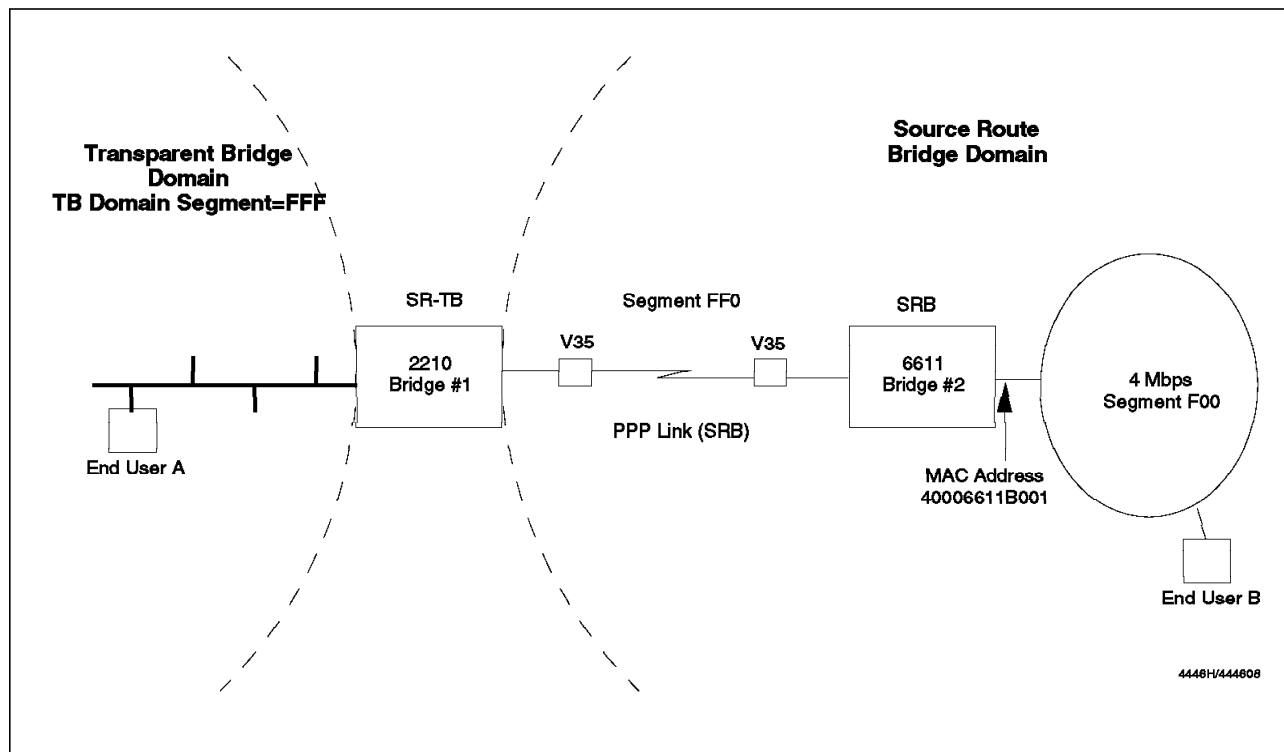 Transparent Bridge
Domain
TB Domain Segment=FFF
Source Route
Bridge Domain
SR-TB
Segment FF0
SRB
V35
V35
2210
Bridge #1
6611
Bridge #2
4 Mbps
Segment F00
PPP Link (SRB)
End User A
MAC Address
40006611B001
End User B
4446H/444606